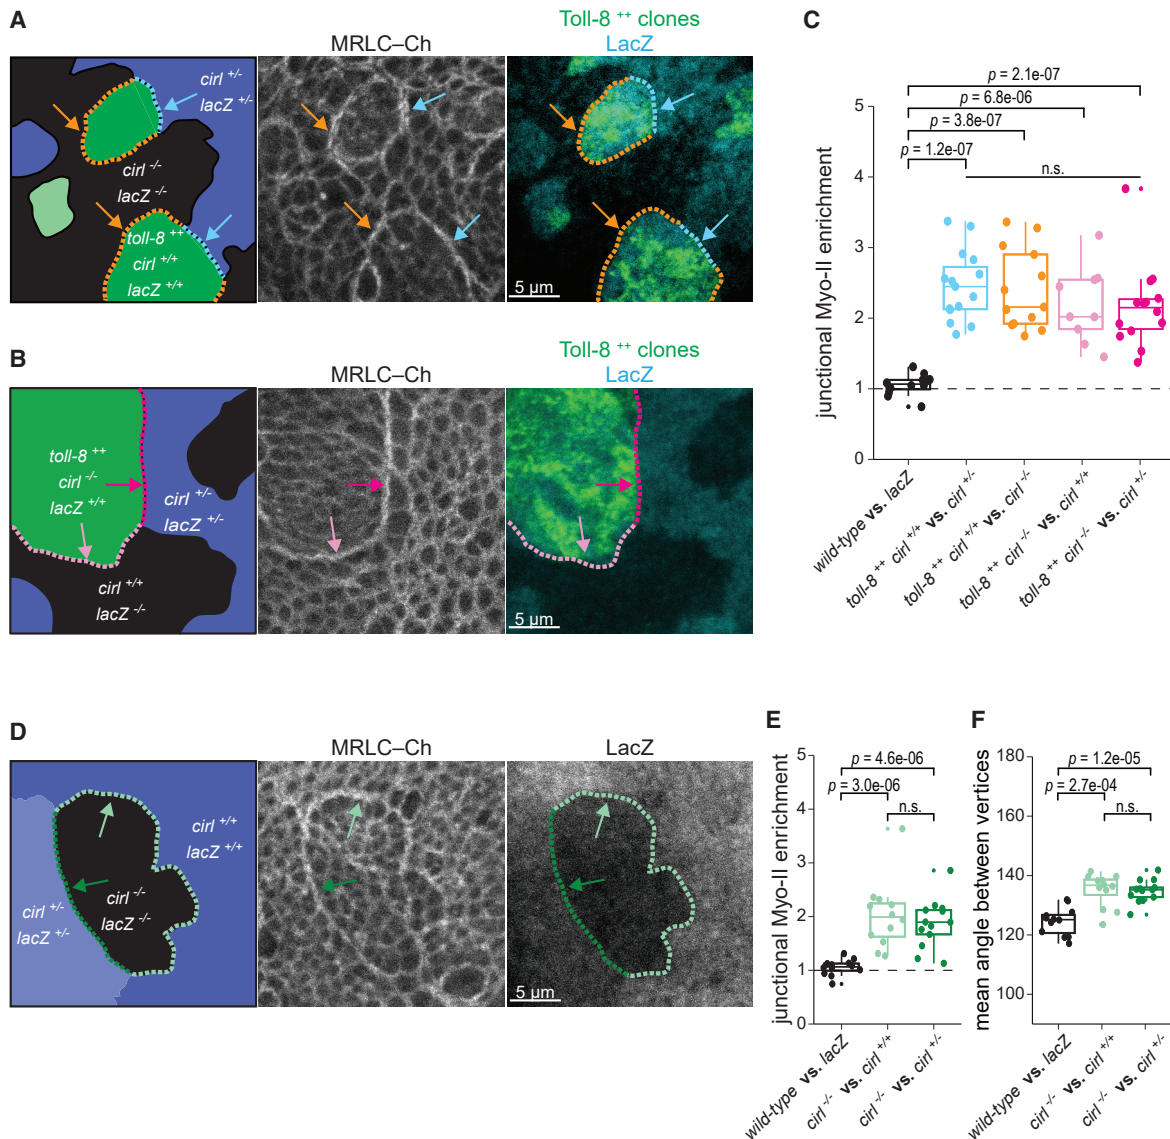 A
Toll-8 ++ clones
MRLC–Ch
LacZ
cirl +/-
lacZ +/-
cirl -/-
lacZ -/-
toll-8 ++
cirl +/+
lacZ +/+
5 µm
B
Toll-8 ++ clones
MRLC–Ch
LacZ
toll-8 ++
cirl -/-
lacZ +/+
cirl +/-
lacZ +/-
cirl +/+
lacZ -/-
5 µm
C
junctional Myo-II enrichment
p = 2.1e-07
p = 6.8e-06
p = 3.8e-07
p = 1.2e-07
n.s.
5
4
3
2
1
0
wild-type vs. lacZ
toll-8 ++ cirl +/+ vs. cirl +/-
toll-8 ++ cirl +/+ vs. cirl -/-
toll-8 ++ cirl -/- vs. cirl +/+
toll-8 ++ cirl -/- vs. cirl +/-
D
MRLC–Ch
LacZ
cirl +/+
lacZ +/+
cirl -/-
lacZ -/-
cirl +/-
lacZ +/-
5 µm
E
junctional Myo-II enrichment
p = 4.6e-06
p = 3.0e-06
n.s.
5
4
3
2
1
0
wild-type vs. lacZ
cirl -/- vs. cirl +/+
cirl -/- vs. cirl +/-
F
mean angle between vertices
p = 1.2e-05
p = 2.7e-04
n.s.
180
160
140
120
100
wild-type vs. lacZ
cirl -/- vs. cirl +/+
cirl -/- vs. cirl +/-